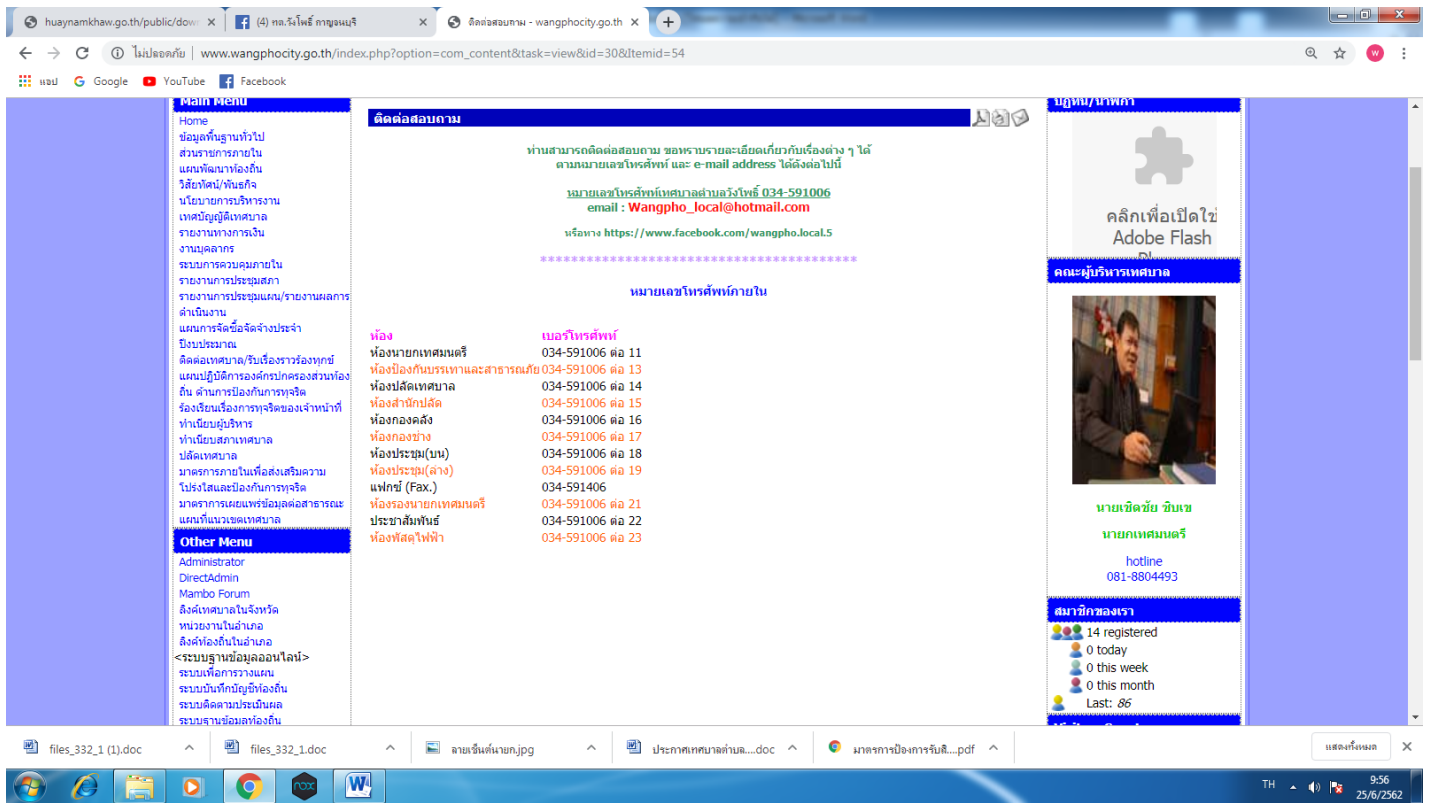 huaynamkhaw.go.th/public/dow
(4) ทต.วังโพธิ์ กาญจนบุรี
ติดต่อสอบถาม - wangphocity.go.th
ไม่ปลอดภัย | www.wangphocity.go.th/index.php?option=com_content&task=view&id=30&Itemid=54
แอป Google YouTube Facebook
Main Menu
Home
ข้อมูลพื้นฐานทั่วไป
ส่วนราชการภายใน
แผนพัฒนาท้องถิ่น
วิสัยทัศน์/พันธกิจ
นโยบายการบริหารงาน
เทศบัญญัติเทศบาล
รายงานทางการเงิน
งานบุคลากร
ระบบการควบคุมภายใน
รายงานการประชุมสภา
รายงานการประชุมแผน/รายงานผลการ
ดำเนินงาน
แผนการจัดซื้อจัดจ้างประจำ
ปีงบประมาณ
ติดต่อเทศบาล/รับเรื่องราวร้องทุกข์
แผนปฏิบัติการองค์กรปกครองส่วนท้อง
ถิ่น ด้านการป้องกันการทุจริต
ร้องเรียนเรื่องการทุจริตของเจ้าหน้าที่
ทำเนียบผู้บริหาร
ทำเนียบสภาเทศบาล
ปลัดเทศบาล
มาตรการภายในเพื่อส่งเสริมความ
โปร่งใสและป้องกันการทุจริต
มาตราการเผยแพร่ข้อมูลต่อสาธารณะ
แผนที่แนวเขตเทศบาล
Other Menu
Administrator
DirectAdmin
Mambo Forum
ลิงค์เทศบาลในจังหวัด
หน่วยงานในอำเภอ
ลิงค์ท้องถิ่นในอำเภอ
<ระบบฐานข้อมูลออนไลน์>
ระบบเพื่อการวางแผน
ระบบบันทึกบัญชีท้องถิ่น
ระบบติดตามประเมินผล
ระบบฐานข้อมูลท้องถิ่น
ติดต่อสอบถาม
ท่านสามารถติดต่อสอบถาม ขอทราบรายละเอียดเกี่ยวกับเรื่องต่าง ๆ ได้
ตามหมายเลขโทรศัพท์ และ e-mail address ได้ดังต่อไปนี้
หมายเลขโทรศัพท์เทศบาลตำบลวังโพธิ์ 034-591006
email : Wangpho_local@hotmail.com
หรือทาง https://www.facebook.com/wangpho.local.5
*****************************************
หมายเลขโทรศัพท์ภายใน
ห้อง เบอร์โทรศัพท์
ห้องนายกเทศมนตรี 034-591006 ต่อ 11
ห้องป้องกันบรรเทาและสาธารณภัย 034-591006 ต่อ 13
ห้องปลัดเทศบาล 034-591006 ต่อ 14
ห้องสำนักปลัด 034-591006 ต่อ 15
ห้องกองคลัง 034-591006 ต่อ 16
ห้องกองช่าง 034-591006 ต่อ 17
ห้องประชุม(บน) 034-591006 ต่อ 18
ห้องประชุม(ล่าง) 034-591006 ต่อ 19
แฟกซ์ (Fax.) 034-591406
ห้องรองนายกเทศมนตรี 034-591006 ต่อ 21
ประชาสัมพันธ์ 034-591006 ต่อ 22
ห้องพัสดุไฟฟ้า 034-591006 ต่อ 23
ปฏิทิน/นาฬิกา
คลิกเพื่อเปิดใช้
Adobe Flash
คณะผู้บริหารเทศบาล
นายเชิดชัย ชิบเข
นายกเทศมนตรี
hotline
081-8804493
สมาชิกของเรา
14 registered
0 today
0 this week
0 this month
Last: 86
files_332_1 (1).doc
files_332_1.doc
ลายเซ็นต์นายก.jpg
ประกาศเทศบาลตำบล....doc
มาตรการป้องการรับสิ....pdf
แสดงทั้งหมด
TH
9:56
25/6/2562